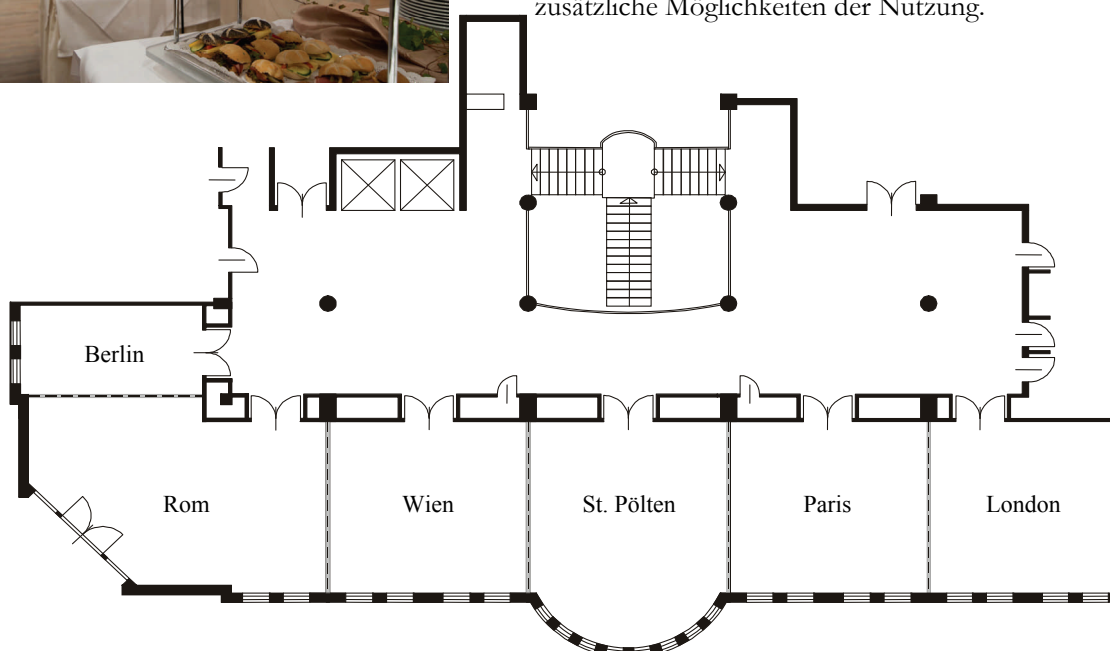 zusätzliche Möglichkeiten der Nutzung.
Berlin
Rom
Wien
St. Pölten
Paris
London